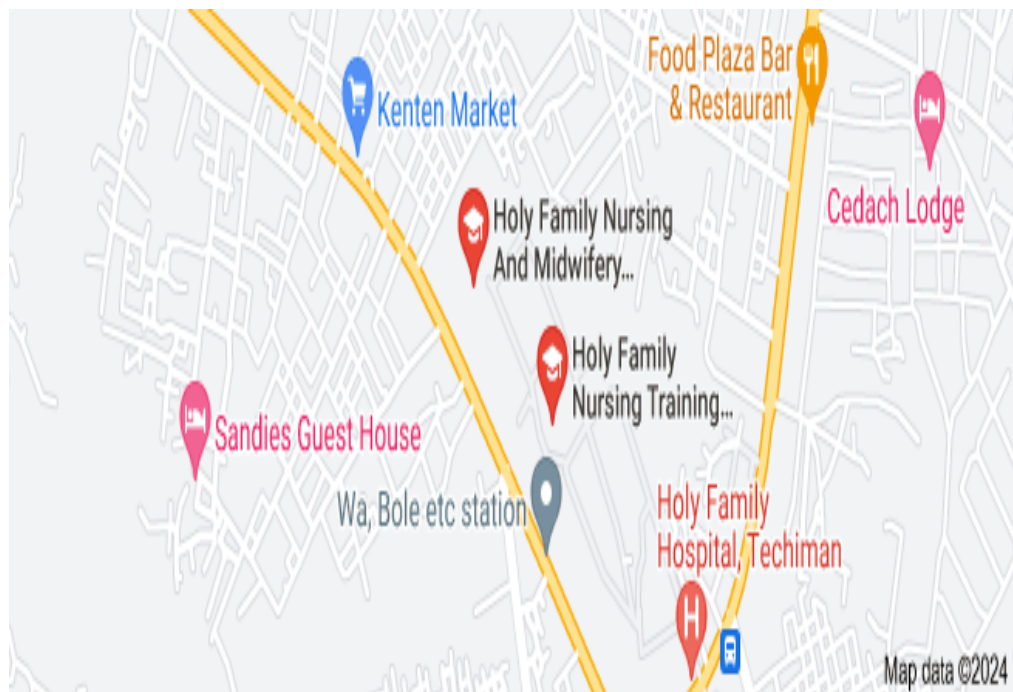 Food Plaza Bar
& Restaurant
Kenten Market
Cedach Lodge
Holy Family Nursing
And Midwifery...
Holy Family
Nursing Training...
Sandies Guest House
Wa, Bole etc station
Holy Family
Hospital, Techiman
H
Map data ©2024